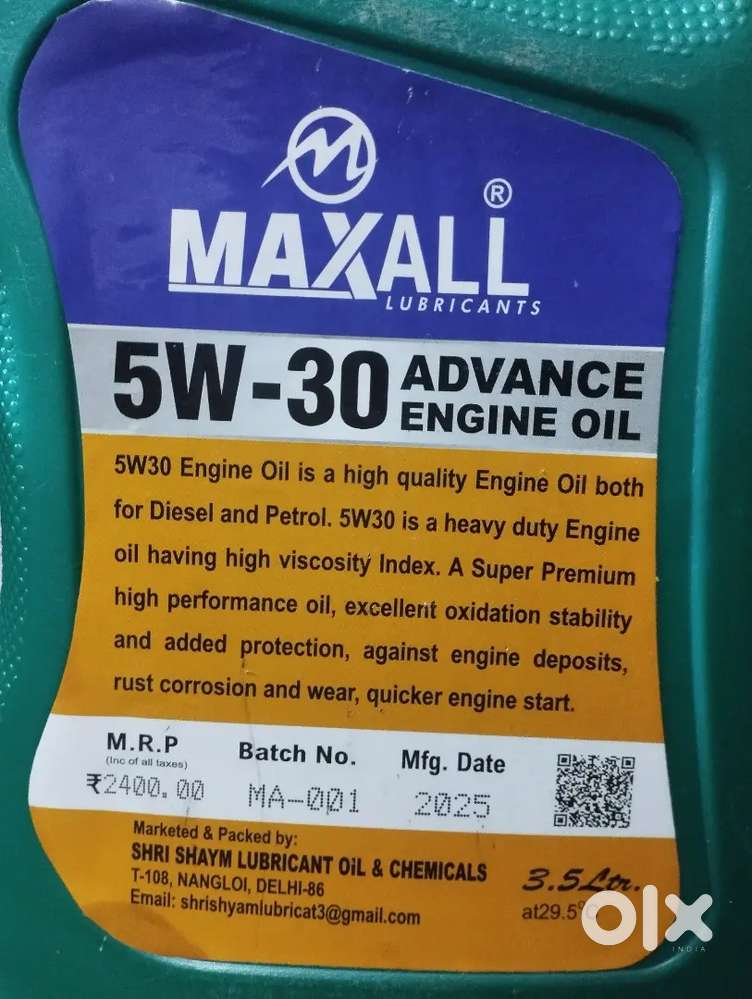 MAXALL®
LUBRICANTS
5W-30 ADVANCE
ENGINE OIL
5W30 Engine Oil is a high quality Engine Oil both
for Diesel and Petrol. 5W30 is a heavy duty Engine
oil having high viscosity Index. A Super Premium
high performance oil, excellent oxidation stability
and added protection, against engine deposits,
rust corrosion and wear, quicker engine start.
M.R.P Batch No. Mfg. Date
(Inc of all taxes)
₹2400.00 MA-001 2025
Marketed & Packed by:
SHRI SHAYM LUBRICANT OiL & CHEMICALS
T-108, NANGLOI, DELHI-86
Email: shrishyamlubricat3@gmail.com
3.5Ltr.
at29.5°C
olx
INDIA